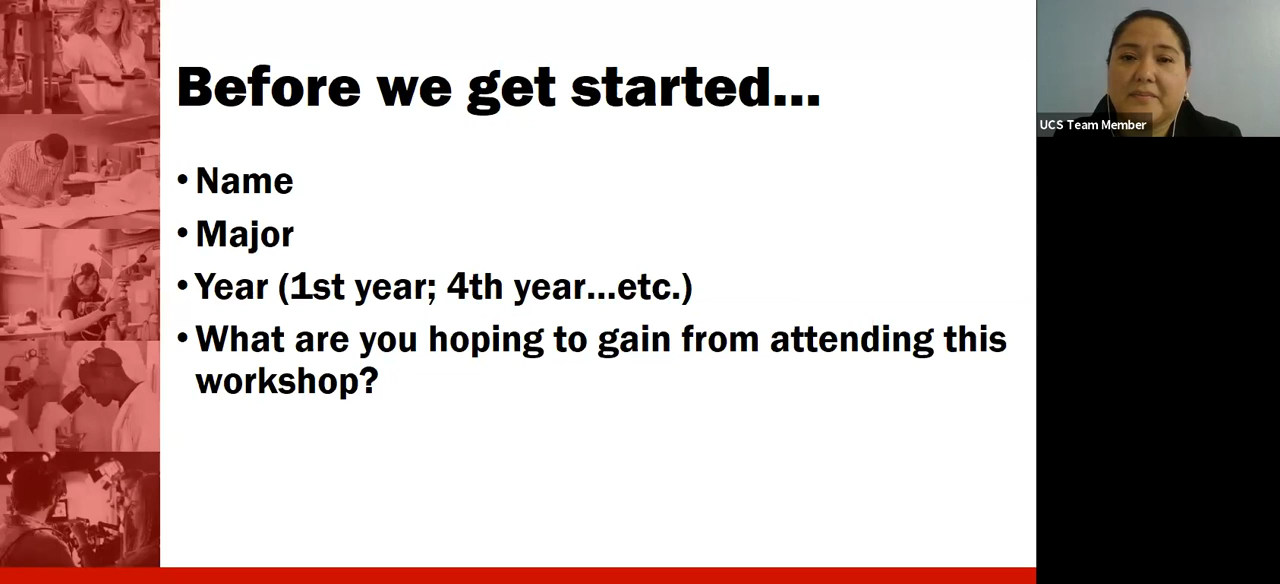 Before we get started...
• Name
• Major
• Year (1st year; 4th year...etc.)
• What are you hoping to gain from attending this
workshop?
UCS Team Member